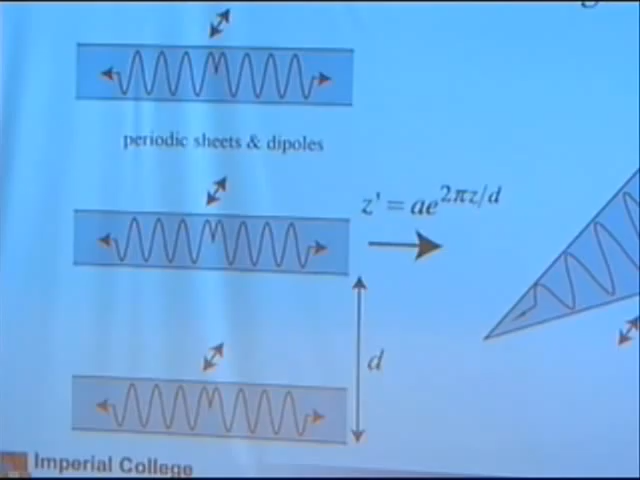 periodic sheets & dipoles
z' = ae^{2πz/d}
d
Imperial College